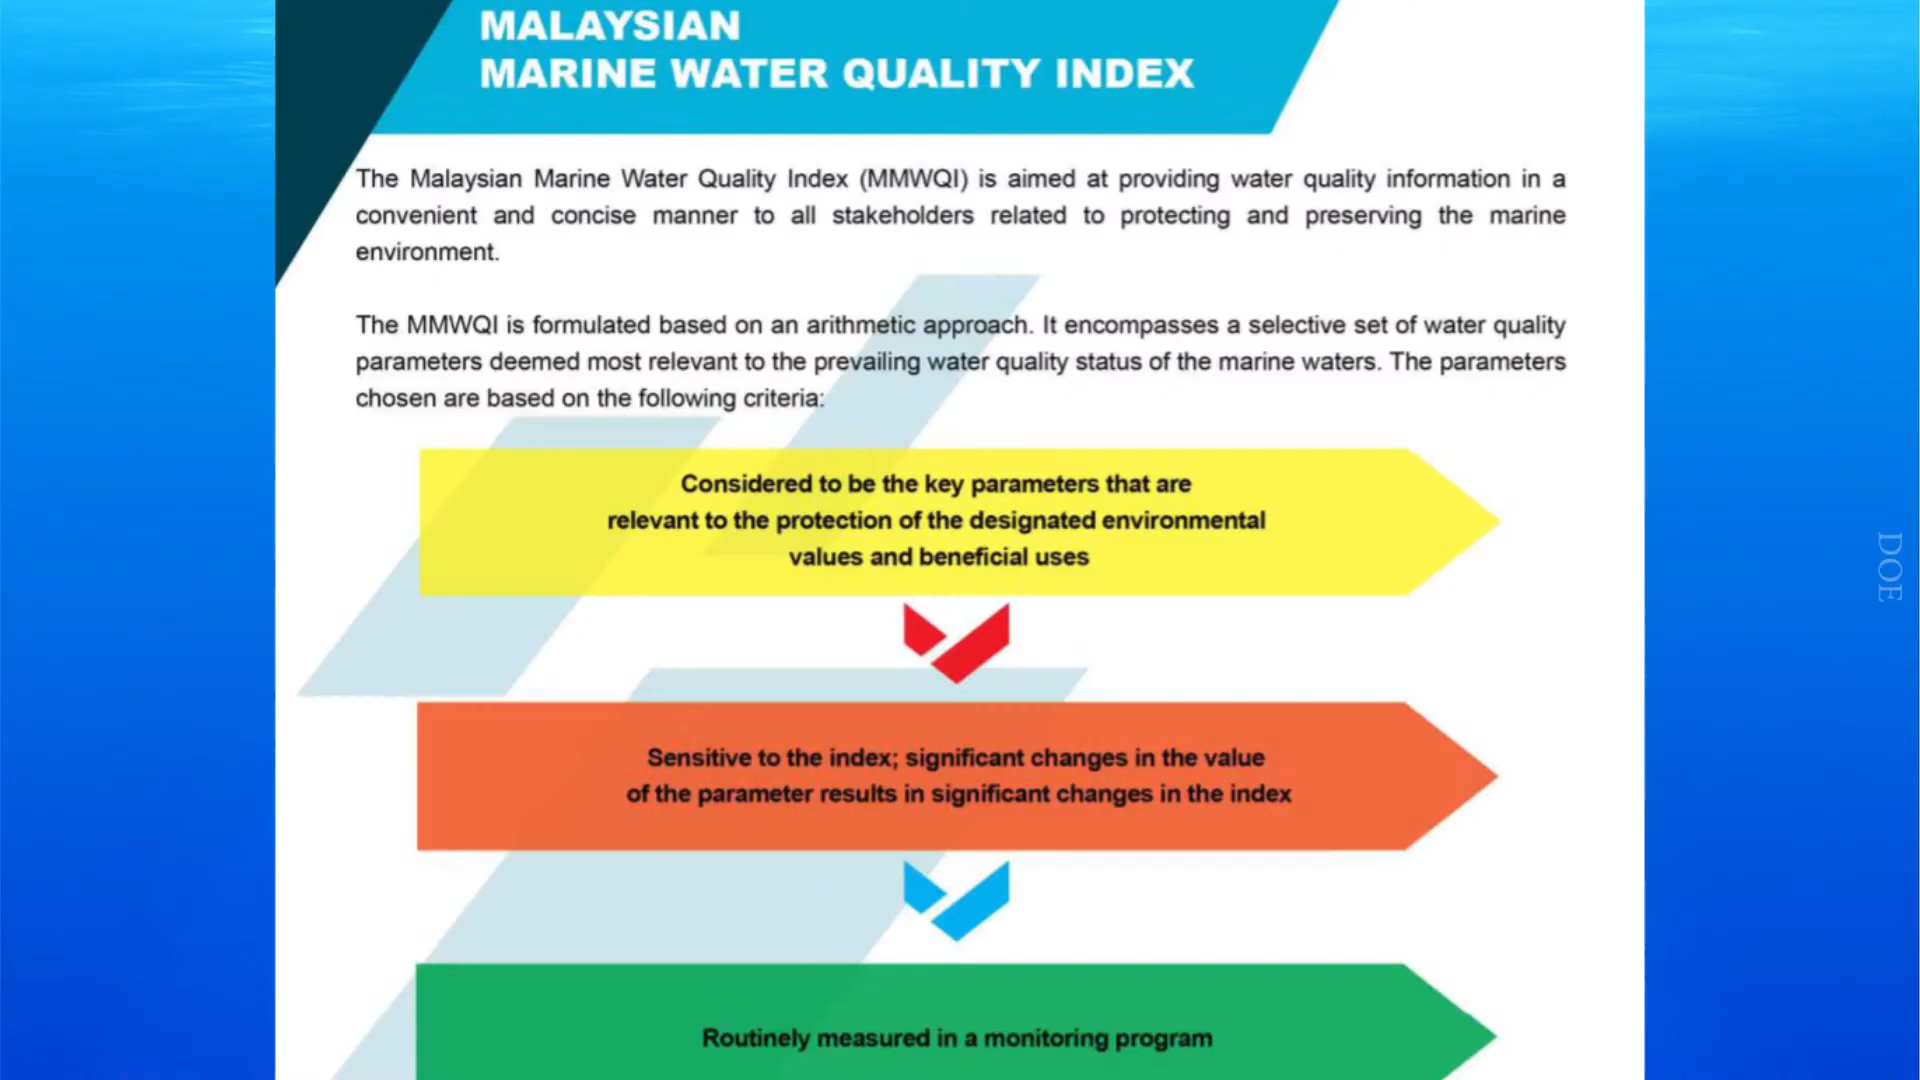 MALAYSIAN
MARINE WATER QUALITY INDEX
The Malaysian Marine Water Quality Index (MMWQI) is aimed at providing water quality information in a
convenient and concise manner to all stakeholders related to protecting and preserving the marine
environment.
The MMWQI is formulated based on an arithmetic approach. It encompasses a selective set of water quality
parameters deemed most relevant to the prevailing water quality status of the marine waters. The parameters
chosen are based on the following criteria:
Considered to be the key parameters that are
relevant to the protection of the designated environmental
values and beneficial uses
Sensitive to the index; significant changes in the value
of the parameter results in significant changes in the index
Routinely measured in a monitoring program
DOE